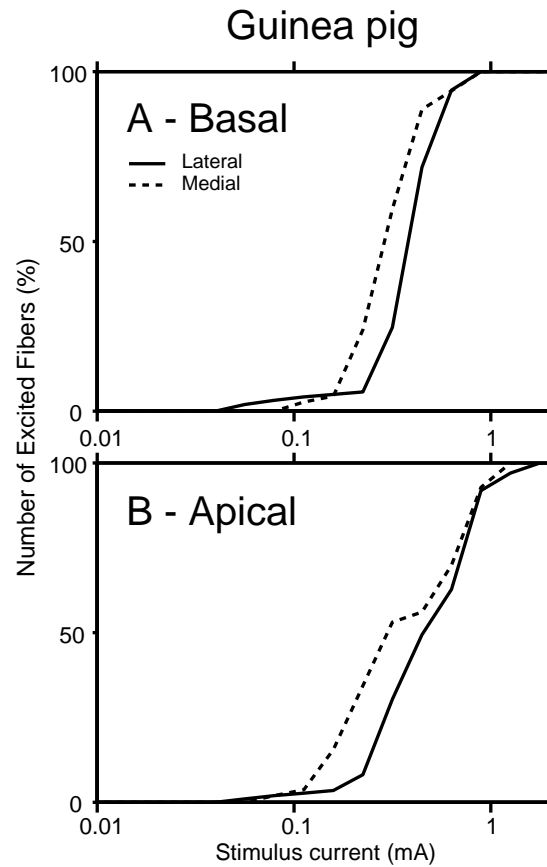 Guinea pig
100
A - Basal
Lateral
Medial
50
0
0.01 0.1 1
100
B - Apical
50
0
0.01 0.1 1
Stimulus current (mA)
Number of Excited Fibers (%)